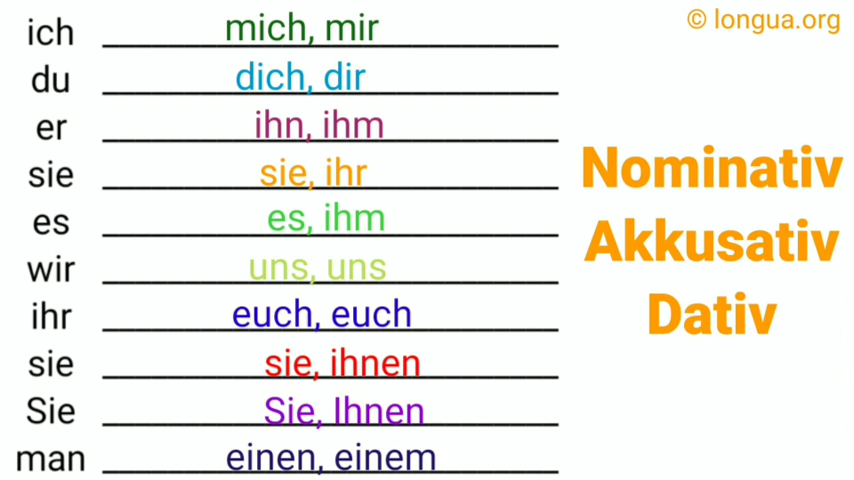 © longua.org
ich mich, mir
du dich, dir
er ihn, ihm
sie sie, ihr
es es, ihm
wir uns, uns
ihr euch, euch
sie sie, ihnen
Sie Sie, Ihnen
man einen, einem
Nominativ
Akkusativ
Dativ